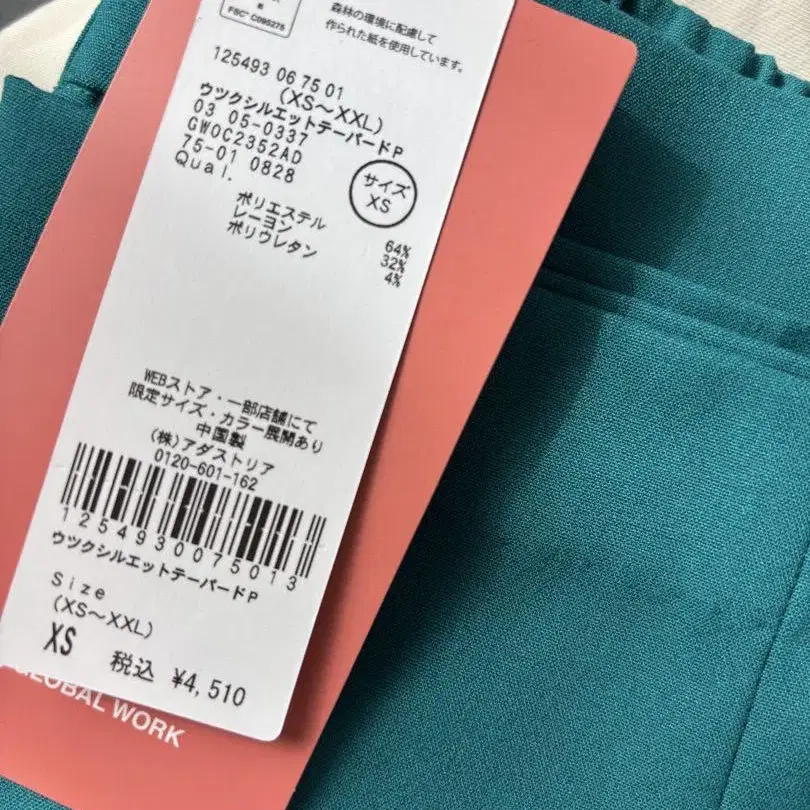 FSC® C095275
森林の環境に配慮して
作られた紙を使用しています。
125493 06 75 01
(XS～XXL)
ウツクシルエットテーパードP
03 05-0337
GW0C2352AD
75-01 0828
Qual.
サイズ
XS
ポリエステル 64%
レーヨン 32%
ポリウレタン 4%
WEBストア・一部店舗にて
限定サイズ・カラー展開あり
中国製
(株)アダストリア
0120-601-162
1254930075013
ウツクシルエットテーパードP
Size
(XS～XXL)
XS 税込 ¥4,510
GLOBAL WORK